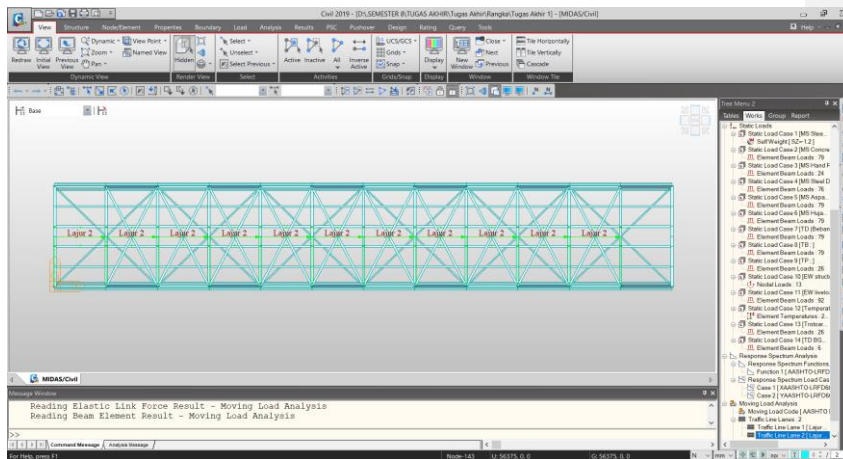 Civil 2019 - [D:\SEMESTER 8\TUGAS AKHIR\Tugas Akhir\Rangka\Tugas Akhir 1] - [MIDAS/Civil]
View Structure Node/Element Properties Boundary Load Analysis Results PSC Pushover Design Rating Query Tools Help
Redraw Initial View Previous View Dynamic Zoom Pan View Point Named View Hidden Select Unselect Select Previous Active Inactive All Inverse Active UCS/GCS Grids Snap Display New Window Close Next Previous Tile Horizontally Tile Vertically Cascade
Dynamic View Render View Select Activities Grids/Snap Display Window Window Tile
Base
Lajur 2 Lajur 2 Lajur 2 Lajur 2 Lajur 2 Lajur 2 Lajur 2 Lajur 2 Lajur 2 Lajur 2 Lajur 2
Tree Menu 2
Tables Works Group Report
Static Loads
Static Load Case 1 [MS Stee...
Self Weight [ SZ=-1.2 ]
Static Load Case 2 [MS Concre
Element Beam Loads : 79
Static Load Case 3 [MS Hand R
Element Beam Loads : 24
Static Load Case 4 [MS Steel D
Element Beam Loads : 76
Static Load Case 5 [MS Aspa...
Element Beam Loads : 79
Static Load Case 6 [MS Huja...
Element Beam Loads : 79
Static Load Case 7 [TD (Beban
Element Beam Loads : 79
Static Load Case 8 [TB : ]
Element Beam Loads : 79
Static Load Case 9 [TP : ]
Element Beam Loads : 26
Static Load Case 10 [EW struct
Nodal Loads : 13
Static Load Case 11 [EW livelo
Element Beam Loads : 92
Static Load Case 12 [Temperat
Element Temperatures : 2...
Static Load Case 13 [Trotoar...
Element Beam Loads : 26
Static Load Case 14 [TD BG...
Element Beam Loads : 6
Response Spectrum Analysis
Response Spectrum Functions
Function 1 [ AASHTO-LRFD
Response Spectrum Load Cas
Case 1 [ XAASHTO-LRFD
Case 2 [ YAASHTO-LRFD
Moving Load Analysis
Moving Load Code [ AASHTO
Traffic Line Lanes : 2
Traffic Line Lane 1 [ Lajur ...
Traffic Line Lane 2 [ Lajur ...
MIDAS/Civil
Message Window
Reading Elastic Link Force Result - Moving Load Analysis
Reading Beam Element Result - Moving Load Analysis
>>
Command Message Analysis Message
For Help, press F1 Node-143 U: 56375, 0, 0 G: 56375, 0, 0 N mm